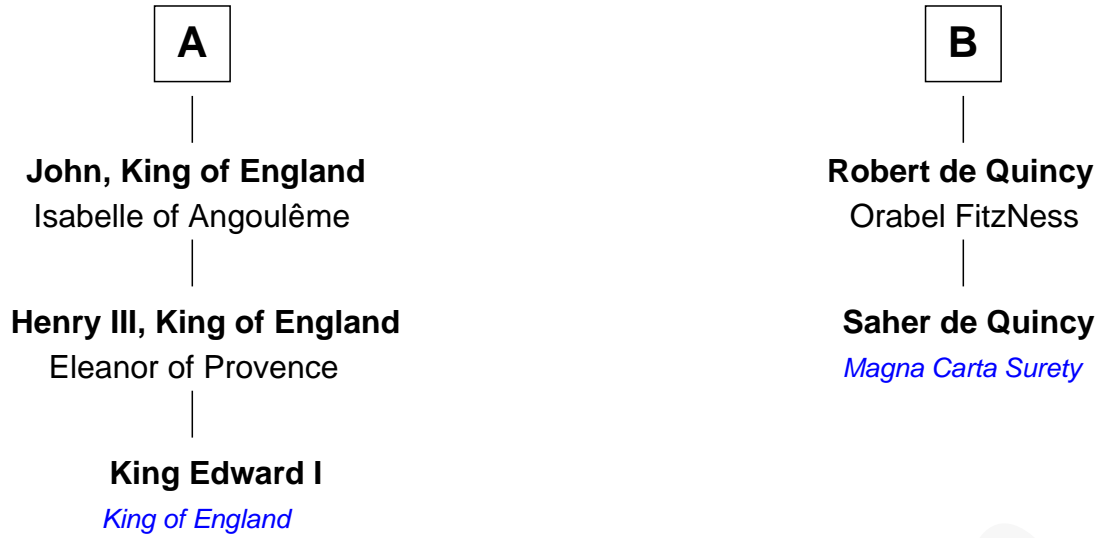 A
John, King of England
Isabelle of Angoulême
Henry III, King of England
Eleanor of Provence
King Edward I
King of England
B
Robert de Quincy
Orabel FitzNess
Saher de Quincy
Magna Carta Surety